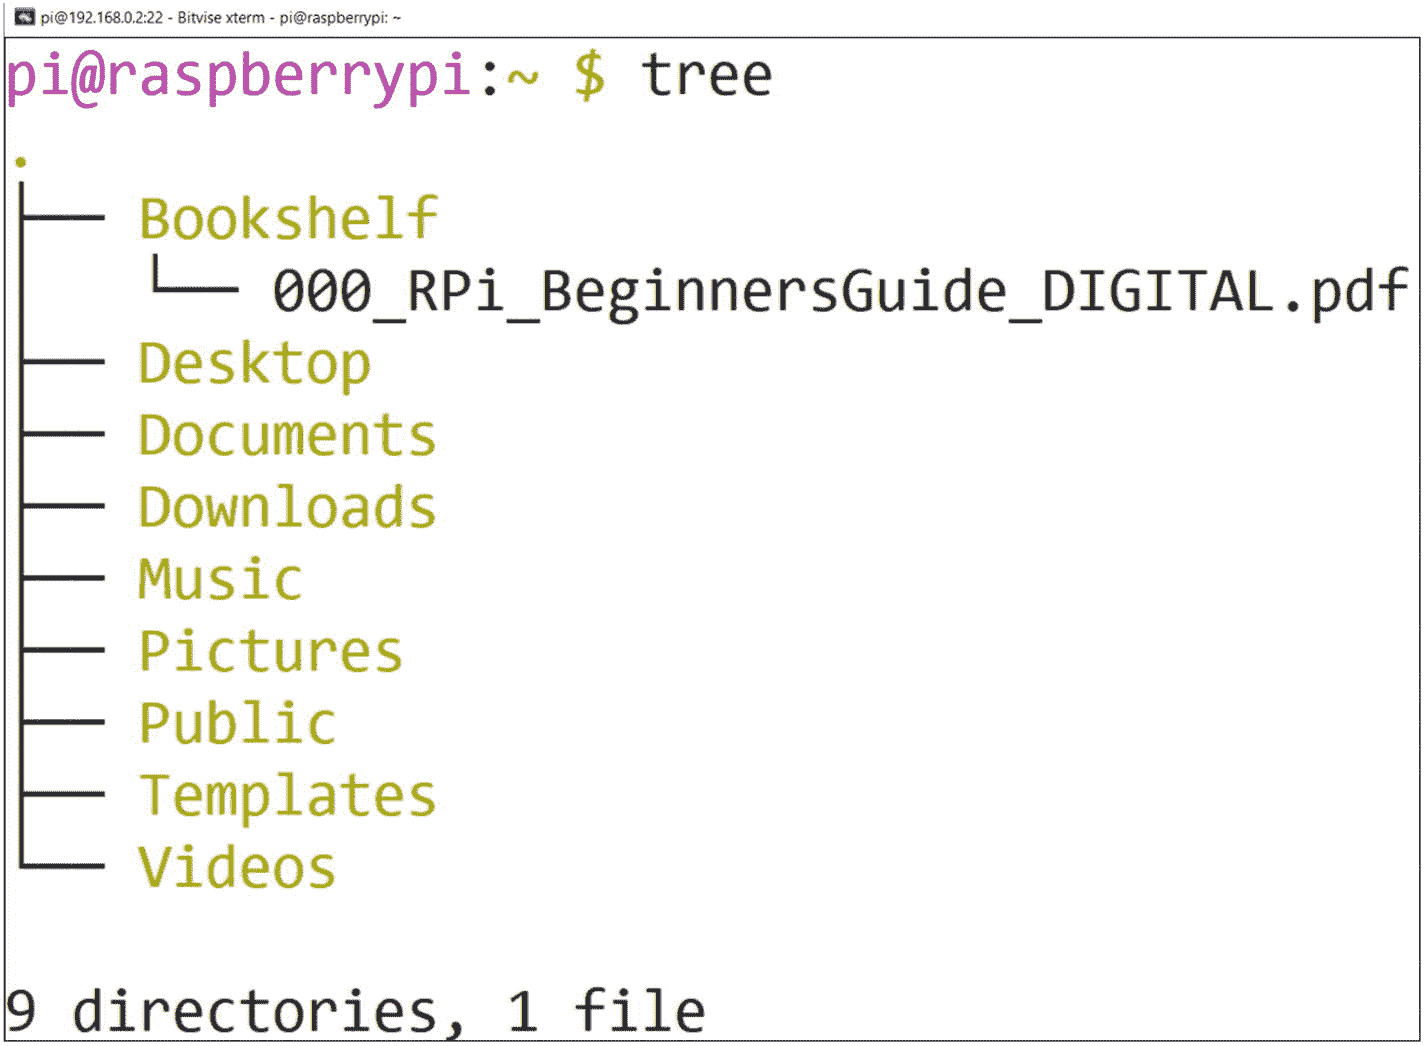 pi@192.168.0.2:22 - Bitvise xterm - pi@raspberrypi: ~
pi@raspberrypi:~ $ tree
.
├── Bookshelf
│   └── 000_RPi_BeginnersGuide_DIGITAL.pdf
├── Desktop
├── Documents
├── Downloads
├── Music
├── Pictures
├── Public
├── Templates
└── Videos
9 directories, 1 file